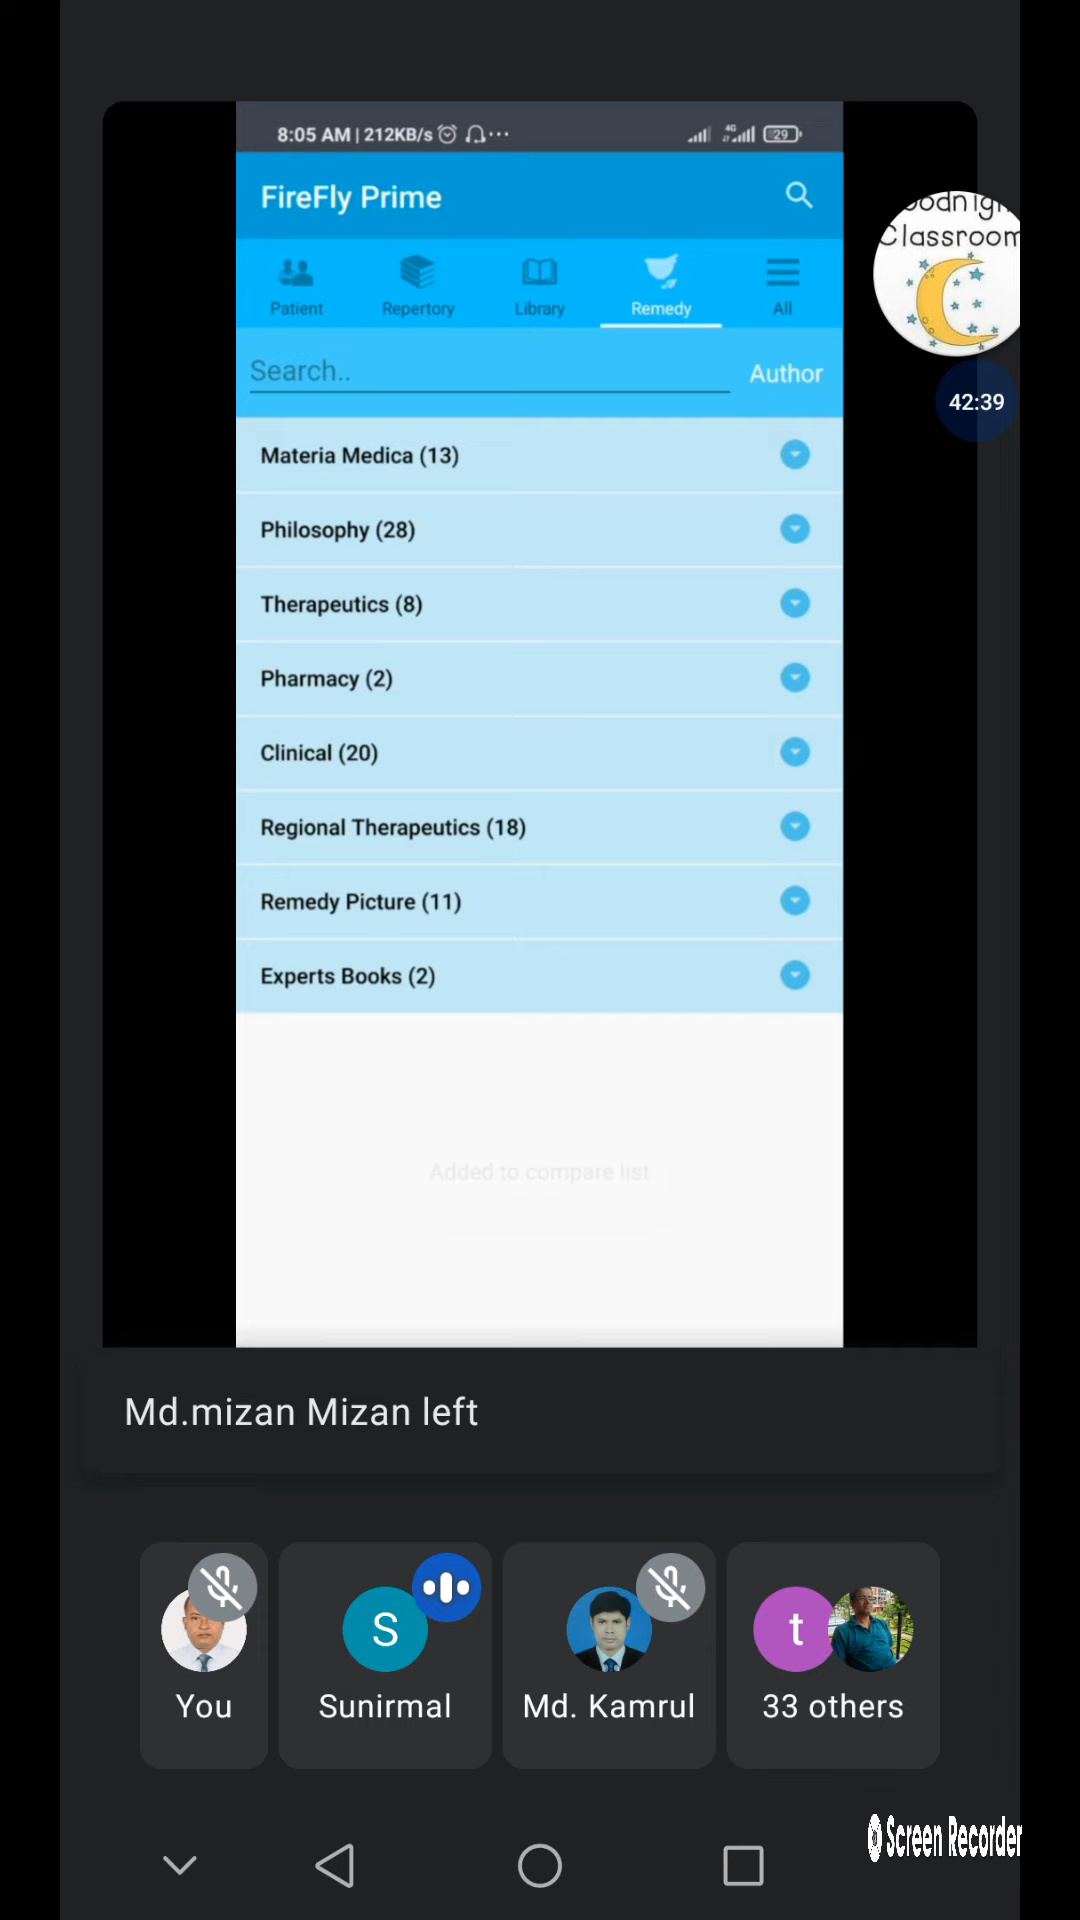 8:05 AM | 212KB/s
4G
29
FireFly Prime
Patient
Repertory
Library
Remedy
All
Search..
Author
Classroom
42:39
Materia Medica (13)
Philosophy (28)
Therapeutics (8)
Pharmacy (2)
Clinical (20)
Regional Therapeutics (18)
Remedy Picture (11)
Experts Books (2)
Added to compare list
Md.mizan Mizan left
S
t
You
Sunirmal
Md. Kamrul
33 others
Screen Recorder